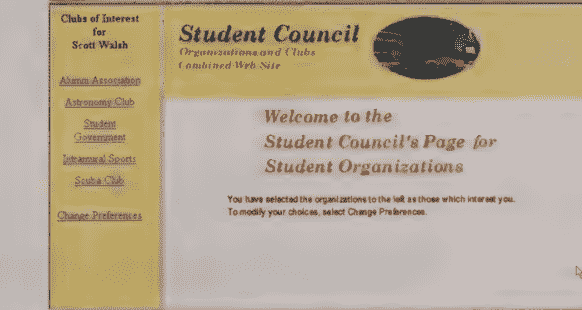 Clubs of Interest
for
Scott Walsh
Alumni Association
Astronomy Club
Student
Government
Intramural Sports
Scuba Club
Change Preferences
Student Council
Organizations and Clubs
Combined Web Site
Welcome to the
Student Council's Page for
Student Organizations
You have selected the organizations to the left as those which interest you.
To modify your choices, select Change Preferences.